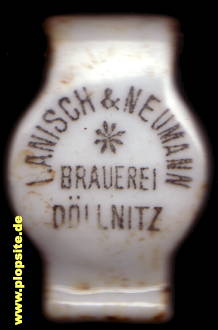 LANISCH & NEUMANN
BRAUEREI
DÖLLNITZ
www.plopsite.de